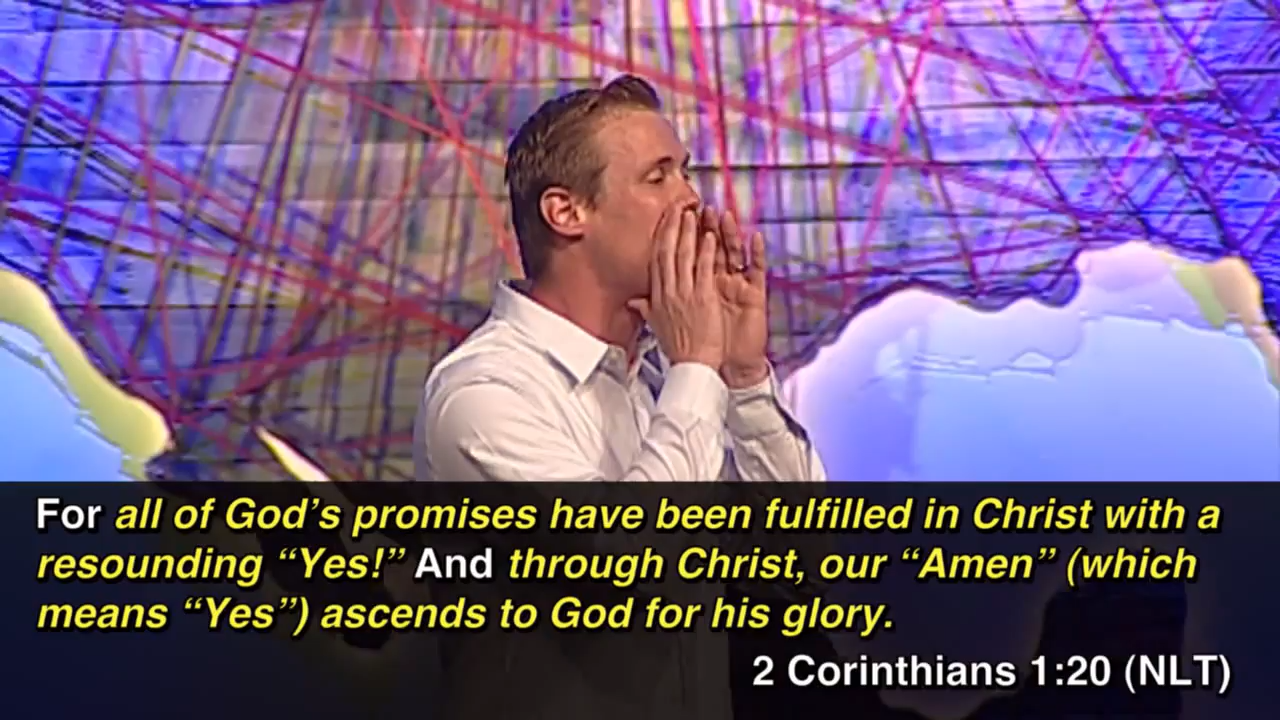 For all of God’s promises have been fulfilled in Christ with a
resounding “Yes!” And through Christ, our “Amen” (which
means “Yes”) ascends to God for his glory.
2 Corinthians 1:20 (NLT)